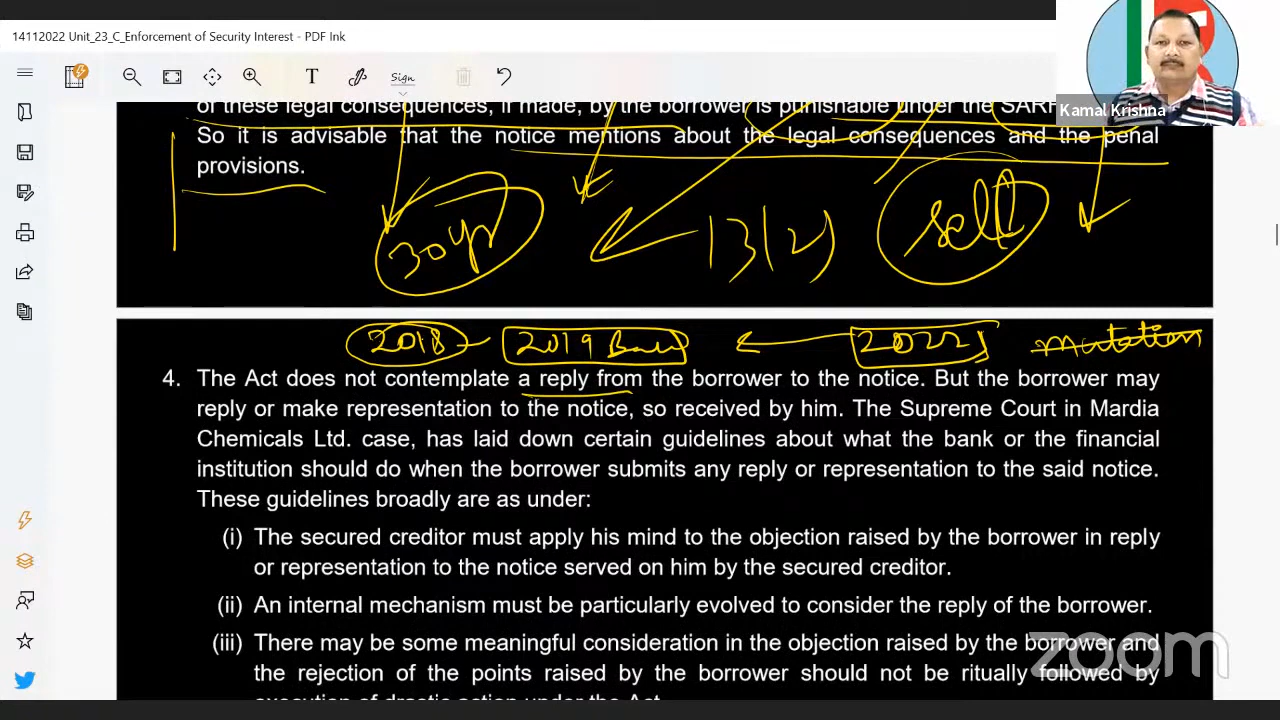 14112022 Unit_23_C_Enforcement of Security Interest - PDF Ink
T
Sign
Kamal Krishna
of these legal consequences, if made, by the borrower is punishable under the SARF
So it is advisable that the notice mentions about the legal consequences and the penal
provisions.
30 yr
13(2)
self
2018 2019 Bank 2022 mutation
4. The Act does not contemplate a reply from the borrower to the notice. But the borrower may
reply or make representation to the notice, so received by him. The Supreme Court in Mardia
Chemicals Ltd. case, has laid down certain guidelines about what the bank or the financial
institution should do when the borrower submits any reply or representation to the said notice.
These guidelines broadly are as under:
(i) The secured creditor must apply his mind to the objection raised by the borrower in reply
or representation to the notice served on him by the secured creditor.
(ii) An internal mechanism must be particularly evolved to consider the reply of the borrower.
(iii) There may be some meaningful consideration in the objection raised by the borrower and
the rejection of the points raised by the borrower should not be ritually followed by
execution of drastic action under the Act.
zoom